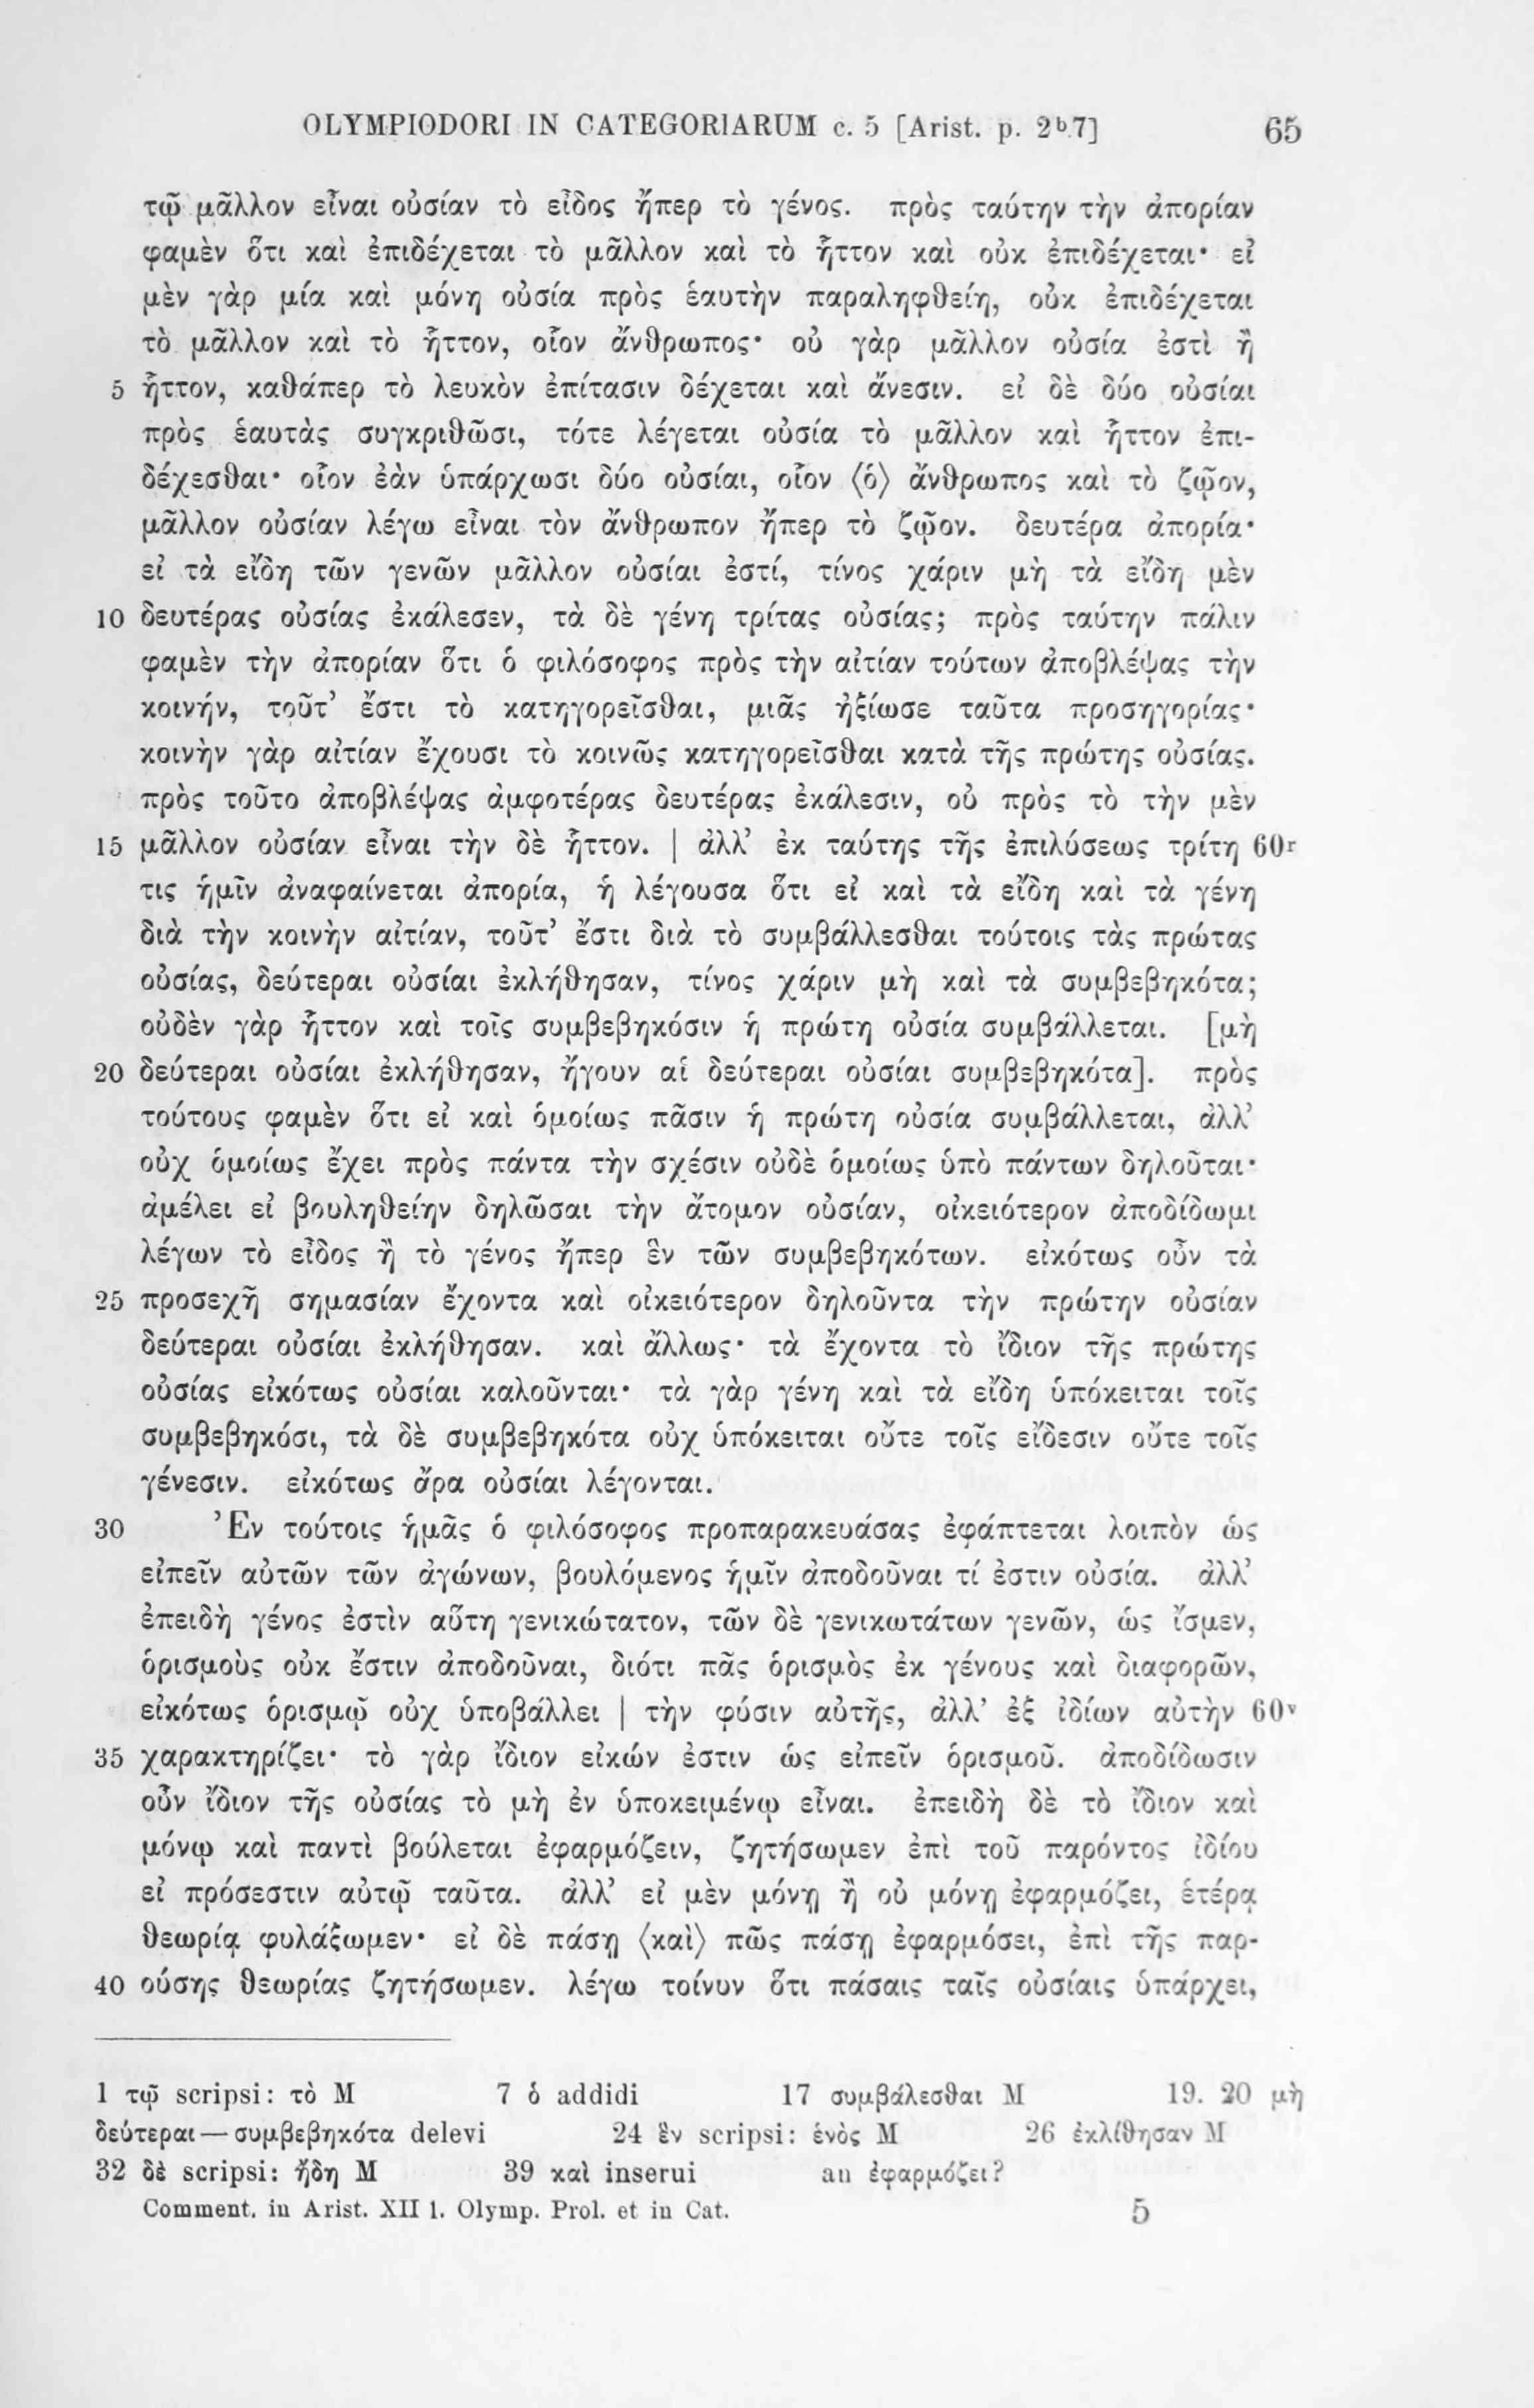 OLYMPIODORI IN CATEGORIARUM c. 5 [Arist. p. 2ᵇ7] 65
τῷ μᾶλλον εἶναι οὐσίαν τὸ εἶδος ἤπερ τὸ γένος. πρὸς ταύτην τὴν ἀπορίαν
φαμὲν ὅτι καὶ ἐπιδέχεται τὸ μᾶλλον καὶ τὸ ἧττον καὶ οὐκ ἐπιδέχεται· εἰ
μὲν γὰρ μία καὶ μόνη οὐσία πρὸς ἑαυτὴν παραληφθείη, οὐκ ἐπιδέχεται
τὸ μᾶλλον καὶ τὸ ἧττον, οἷον ἄνθρωπος· οὐ γὰρ μᾶλλον οὐσία ἐστὶ ἢ
5 ἧττον, καθάπερ τὸ λευκὸν ἐπίτασιν δέχεται καὶ ἄνεσιν. εἰ δὲ δύο οὐσίαι
πρὸς ἑαυτὰς συγκριθῶσι, τότε λέγεται οὐσία τὸ μᾶλλον καὶ ἧττον ἐπι-
δέχεσθαι· οἷον ἐὰν ὑπάρχωσι δύο οὐσίαι, οἷον ⟨ὁ⟩ ἄνθρωπος καὶ τὸ ζῷον,
μᾶλλον οὐσίαν λέγω εἶναι τὸν ἄνθρωπον ἤπερ τὸ ζῷον. δευτέρα ἀπορία·
εἰ τὰ εἴδη τῶν γενῶν μᾶλλον οὐσίαι ἐστί, τίνος χάριν μὴ τὰ εἴδη μὲν
10 δευτέρας οὐσίας ἐκάλεσεν, τὰ δὲ γένη τρίτας οὐσίας; πρὸς ταύτην πάλιν
φαμὲν τὴν ἀπορίαν ὅτι ὁ φιλόσοφος πρὸς τὴν αἰτίαν τούτων ἀποβλέψας τὴν
κοινήν, τοῦτ’ ἔστι τὸ κατηγορεῖσθαι, μιᾶς ἠξίωσε ταῦτα προσηγορίας·
κοινὴν γὰρ αἰτίαν ἔχουσι τὸ κοινῶς κατηγορεῖσθαι κατὰ τῆς πρώτης οὐσίας.
πρὸς τοῦτο ἀποβλέψας ἀμφοτέρας δευτέρας ἐκάλεσιν, οὐ πρὸς τὸ τὴν μὲν
15 μᾶλλον οὐσίαν εἶναι τὴν δὲ ἧττον. | ἀλλ’ ἐκ ταύτης τῆς ἐπιλύσεως τρίτη 60ʳ
τις ἡμῖν ἀναφαίνεται ἀπορία, ἡ λέγουσα ὅτι εἰ καὶ τὰ εἴδη καὶ τὰ γένη
διὰ τὴν κοινὴν αἰτίαν, τοῦτ’ ἔστι διὰ τὸ συμβάλλεσθαι τούτοις τὰς πρώτας
οὐσίας, δεύτεραι οὐσίαι ἐκλήθησαν, τίνος χάριν μὴ καὶ τὰ συμβεβηκότα;
οὐδὲν γὰρ ἧττον καὶ τοῖς συμβεβηκόσιν ἡ πρώτη οὐσία συμβάλλεται. [μὴ
20 δεύτεραι οὐσίαι ἐκλήθησαν, ἤγουν αἱ δεύτεραι οὐσίαι συμβεβηκότα]. πρὸς
τούτους φαμὲν ὅτι εἰ καὶ ὁμοίως πᾶσιν ἡ πρώτη οὐσία συμβάλλεται, ἀλλ’
οὐχ ὁμοίως ἔχει πρὸς πάντα τὴν σχέσιν οὐδὲ ὁμοίως ὑπὸ πάντων δηλοῦται·
ἀμέλει εἰ βουληθείην δηλῶσαι τὴν ἄτομον οὐσίαν, οἰκειότερον ἀποδίδωμι
λέγων τὸ εἶδος ἢ τὸ γένος ἤπερ ἓν τῶν συμβεβηκότων. εἰκότως οὖν τὰ
25 προσεχῆ σημασίαν ἔχοντα καὶ οἰκειότερον δηλοῦντα τὴν πρώτην οὐσίαν
δεύτεραι οὐσίαι ἐκλήθησαν. καὶ ἄλλως· τὰ ἔχοντα τὸ ἴδιον τῆς πρώτης
οὐσίας εἰκότως οὐσίαι καλοῦνται· τὰ γὰρ γένη καὶ τὰ εἴδη ὑπόκειται τοῖς
συμβεβηκόσι, τὰ δὲ συμβεβηκότα οὐχ ὑπόκειται οὔτε τοῖς εἴδεσιν οὔτε τοῖς
γένεσιν. εἰκότως ἄρα οὐσίαι λέγονται.
30 Ἐν τούτοις ἡμᾶς ὁ φιλόσοφος προπαρακευάσας ἐφάπτεται λοιπὸν ὡς
εἰπεῖν αὐτῶν τῶν ἀγώνων, βουλόμενος ἡμῖν ἀποδοῦναι τί ἐστιν οὐσία. ἀλλ’
ἐπειδὴ γένος ἐστὶν αὕτη γενικώτατον, τῶν δὲ γενικωτάτων γενῶν, ὡς ἴσμεν,
ὁρισμοὺς οὐκ ἔστιν ἀποδοῦναι, διότι πᾶς ὁρισμὸς ἐκ γένους καὶ διαφορῶν,
εἰκότως ὁρισμῷ οὐχ ὑποβάλλει | τὴν φύσιν αὐτῆς, ἀλλ’ ἐξ ἰδίων αὐτὴν 60ᵛ
35 χαρακτηρίζει· τὸ γὰρ ἴδιον εἰκών ἐστιν ὡς εἰπεῖν ὁρισμοῦ. ἀποδίδωσιν
οὖν ἴδιον τῆς οὐσίας τὸ μὴ ἐν ὑποκειμένῳ εἶναι. ἐπειδὴ δὲ τὸ ἴδιον καὶ
μόνῳ καὶ παντὶ βούλεται ἐφαρμόζειν, ζητήσωμεν ἐπὶ τοῦ παρόντος ἰδίου
εἰ πρόσεστιν αὐτῷ ταῦτα. ἀλλ’ εἰ μὲν μόνῃ ἢ οὐ μόνῃ ἐφαρμόζει, ἑτέρᾳ
θεωρίᾳ φυλάξωμεν· εἰ δὲ πάσῃ ⟨καὶ⟩ πῶς πάσῃ ἐφαρμόσει, ἐπὶ τῆς παρ-
40 ούσης θεωρίας ζητήσωμεν. λέγω τοίνυν ὅτι πάσαις ταῖς οὐσίαις ὑπάρχει,
1 τῷ scripsi: τὸ M 7 ὁ addidi 17 συμβάλεσθαι M 19. 20 μὴ
δεύτεραι—συμβεβηκότα delevi 24 ἓν scripsi: ἑνὸς M 26 ἐκλίθησαν M
32 δὲ scripsi: ἤδη M 39 καὶ inserui an ἐφαρμόζει?
Comment. in Arist. XII 1. Olymp. Prol. et in Cat. 5